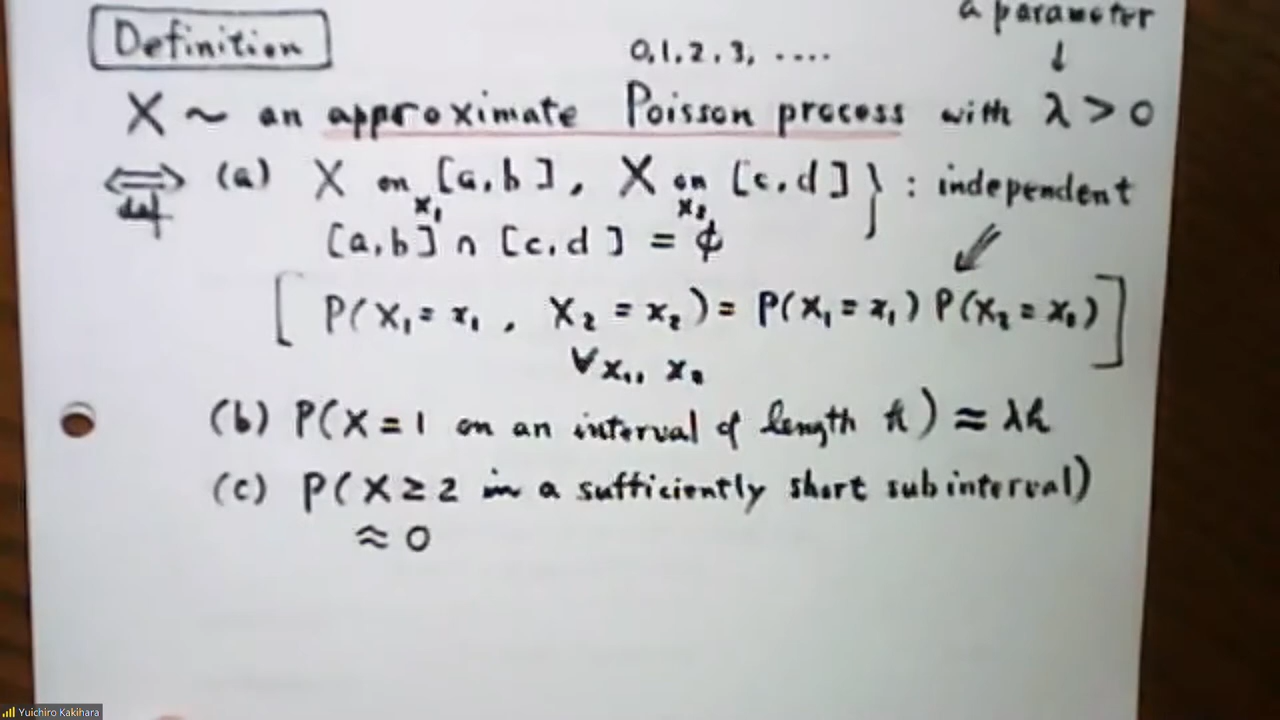 a parameter
Definition
0, 1, 2, 3, ....
↓
X ~ an approximate Poisson process with λ > 0
⟺ def (a) X on [a, b], X on [c, d] } : independent
X₁ X₂
[a, b] ∩ [c, d] = ϕ
[ P(X₁ = x₁, X₂ = x₂) = P(X₁ = x₁) P(X₂ = x₂) ]
∀ x₁, x₂
(b) P(X = 1 on an interval of length h) ≈ λh
(c) P(X ≥ 2 in a sufficiently short subinterval)
≈ 0
Yuichiro Kakihara